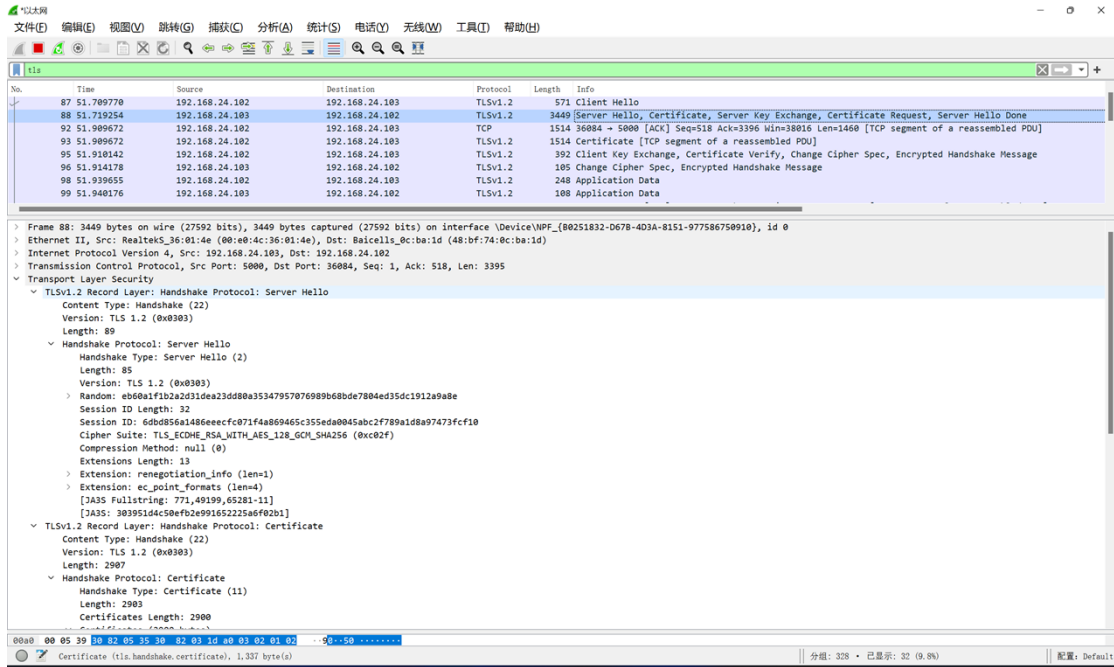 *以太网
文件(F) 编辑(E) 视图(V) 跳转(G) 捕获(C) 分析(A) 统计(S) 电话(Y) 无线(W) 工具(T) 帮助(H)
tls
No. Time Source Destination Protocol Length Info
87 51.709770 192.168.24.102 192.168.24.103 TLSv1.2 571 Client Hello
88 51.719254 192.168.24.103 192.168.24.102 TLSv1.2 3449 Server Hello, Certificate, Server Key Exchange, Certificate Request, Server Hello Done
92 51.909672 192.168.24.102 192.168.24.103 TCP 1514 36084 → 5000 [ACK] Seq=518 Ack=3396 Win=38016 Len=1460 [TCP segment of a reassembled PDU]
93 51.909672 192.168.24.102 192.168.24.103 TLSv1.2 1514 Certificate [TCP segment of a reassembled PDU]
95 51.910142 192.168.24.102 192.168.24.103 TLSv1.2 392 Client Key Exchange, Certificate Verify, Change Cipher Spec, Encrypted Handshake Message
96 51.914178 192.168.24.103 192.168.24.102 TLSv1.2 105 Change Cipher Spec, Encrypted Handshake Message
98 51.939655 192.168.24.102 192.168.24.103 TLSv1.2 248 Application Data
99 51.940176 192.168.24.103 192.168.24.102 TLSv1.2 108 Application Data
Frame 88: 3449 bytes on wire (27592 bits), 3449 bytes captured (27592 bits) on interface \Device\NPF_{B0251832-D67B-4D3A-8151-977586750910}, id 0
Ethernet II, Src: RealtekS_36:01:4e (00:e0:4c:36:01:4e), Dst: Baicells_0c:ba:1d (48:bf:74:0c:ba:1d)
Internet Protocol Version 4, Src: 192.168.24.103, Dst: 192.168.24.102
Transmission Control Protocol, Src Port: 5000, Dst Port: 36084, Seq: 1, Ack: 518, Len: 3395
Transport Layer Security
TLSv1.2 Record Layer: Handshake Protocol: Server Hello
Content Type: Handshake (22)
Version: TLS 1.2 (0x0303)
Length: 89
Handshake Protocol: Server Hello
Handshake Type: Server Hello (2)
Length: 85
Version: TLS 1.2 (0x0303)
Random: eb60a1f1b2a2d31dea23dd80a35347957076989b68bde7804ed35dc1912a9a8e
Session ID Length: 32
Session ID: 6dbd856a1486eeecfc071f4a869465c355eda0045abc2f789a1d8a97473fcf10
Cipher Suite: TLS_ECDHE_RSA_WITH_AES_128_GCM_SHA256 (0xc02f)
Compression Method: null (0)
Extensions Length: 13
Extension: renegotiation_info (len=1)
Extension: ec_point_formats (len=4)
[JA3S Fullstring: 771,49199,65281-11]
[JA3S: 303951d4c50efb2e991652225a6f02b1]
TLSv1.2 Record Layer: Handshake Protocol: Certificate
Content Type: Handshake (22)
Version: TLS 1.2 (0x0303)
Length: 2907
Handshake Protocol: Certificate
Handshake Type: Certificate (11)
Length: 2903
Certificates Length: 2900
00a0 00 05 39 30 82 05 35 30 82 03 1d a0 03 02 01 02 ··90··50 ········
Certificate (tls.handshake.certificate), 1,337 byte(s) 分组: 328 · 已显示: 32 (9.8%) 配置: Default